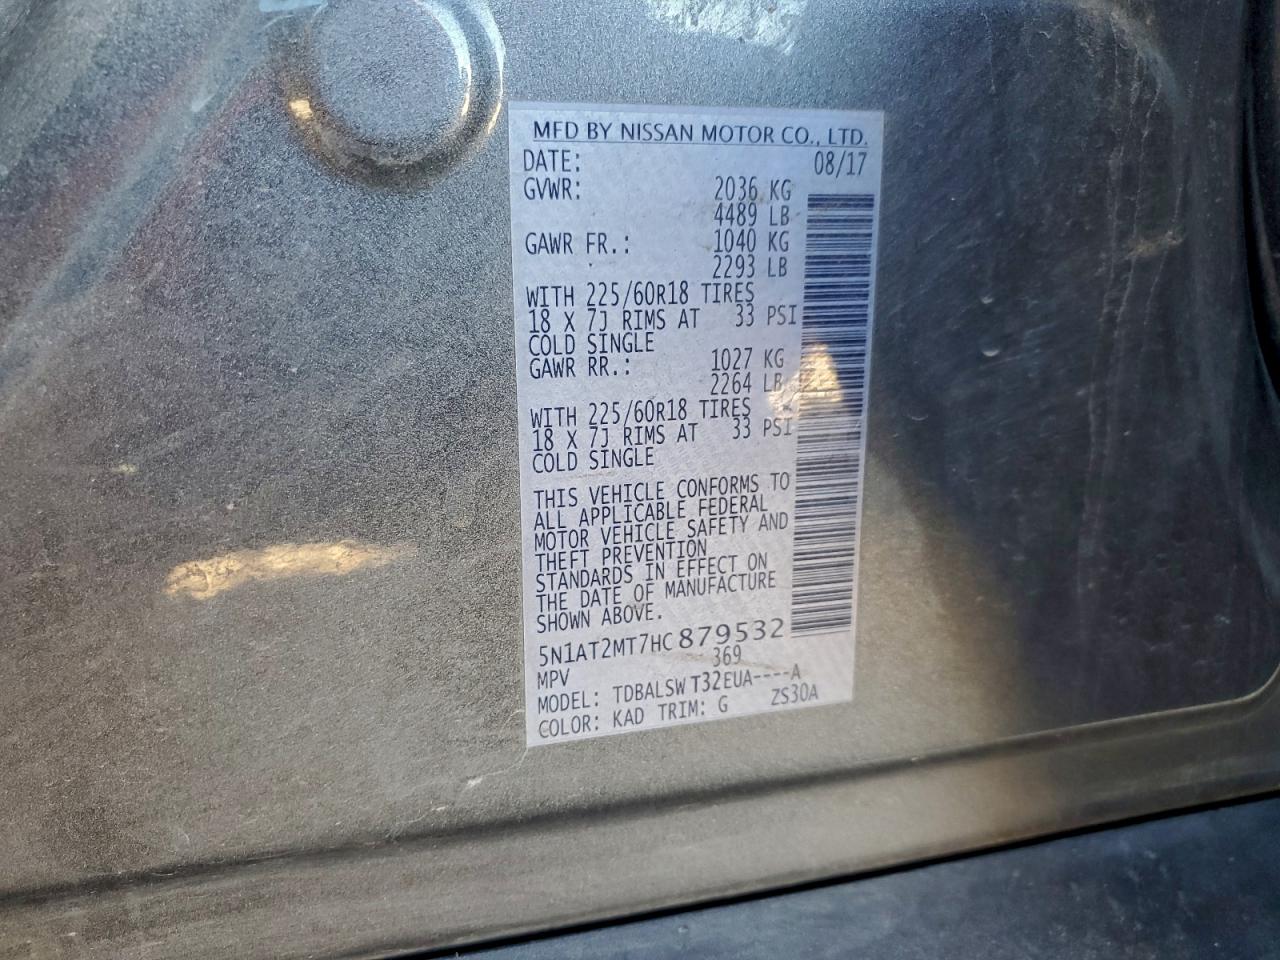 MFD BY NISSAN MOTOR CO., LTD.
DATE: 08/17
GVWR: 2036 KG
4489 LB
GAWR FR.: 1040 KG
2293 LB
WITH 225/60R18 TIRES
18 X 7J RIMS AT 33 PSI
COLD SINGLE
GAWR RR.: 1027 KG
2264 LB
WITH 225/60R18 TIRES
18 X 7J RIMS AT 33 PSI
COLD SINGLE
THIS VEHICLE CONFORMS TO
ALL APPLICABLE FEDERAL
MOTOR VEHICLE SAFETY AND
THEFT PREVENTION
STANDARDS IN EFFECT ON
THE DATE OF MANUFACTURE
SHOWN ABOVE.
5N1AT2MT7HC879532
MPV 369
MODEL: TDBALSWT32EUA----A
COLOR: KAD TRIM: G ZS30A